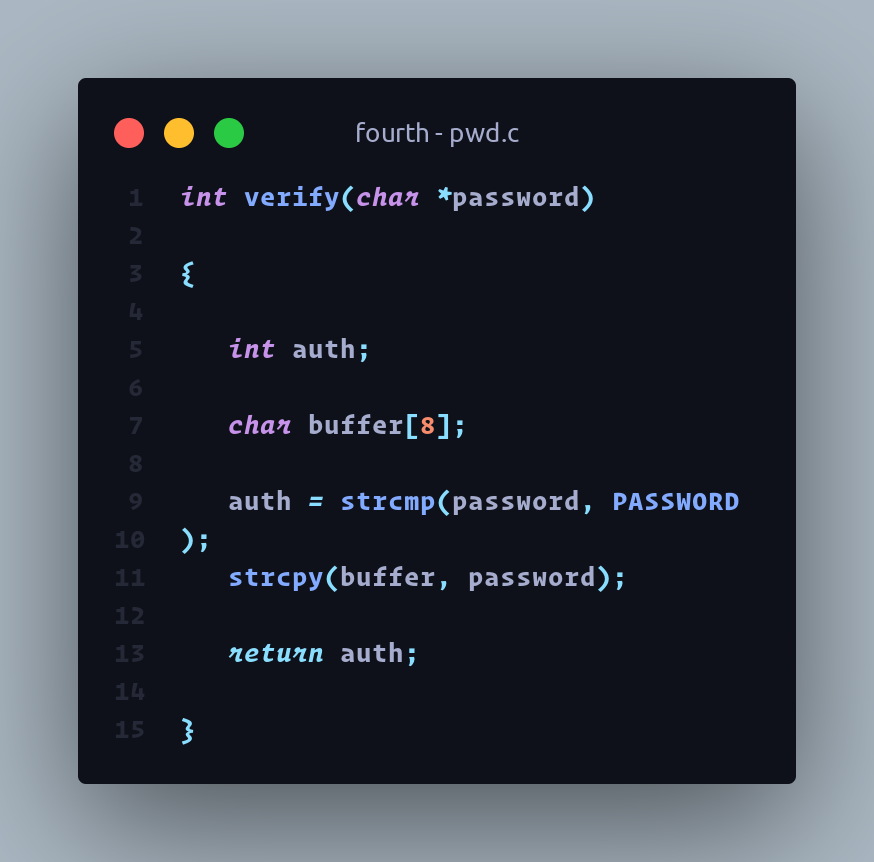 fourth - pwd.c
1 int verify(char *password)
2
3 {
4
5    int auth;
6
7    char buffer[8];
8
9    auth = strcmp(password, PASSWORD
10 );
11    strcpy(buffer, password);
12
13    return auth;
14
15 }